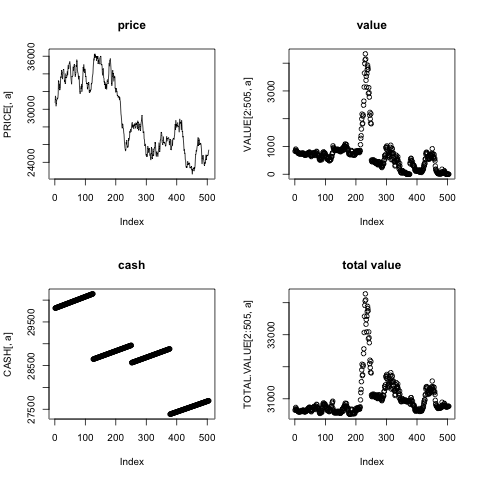 price
PRICE[, a]
24000 30000 36000
0 100 200 300 400 500
Index
value
VALUE[2:505, a]
0 1000 3000
0 100 200 300 400 500
Index
cash
CASH[, a]
27500 28500 29500
0 100 200 300 400 500
Index
total value
TOTAL.VALUE[2:505, a]
31000 33000
0 100 200 300 400 500
Index